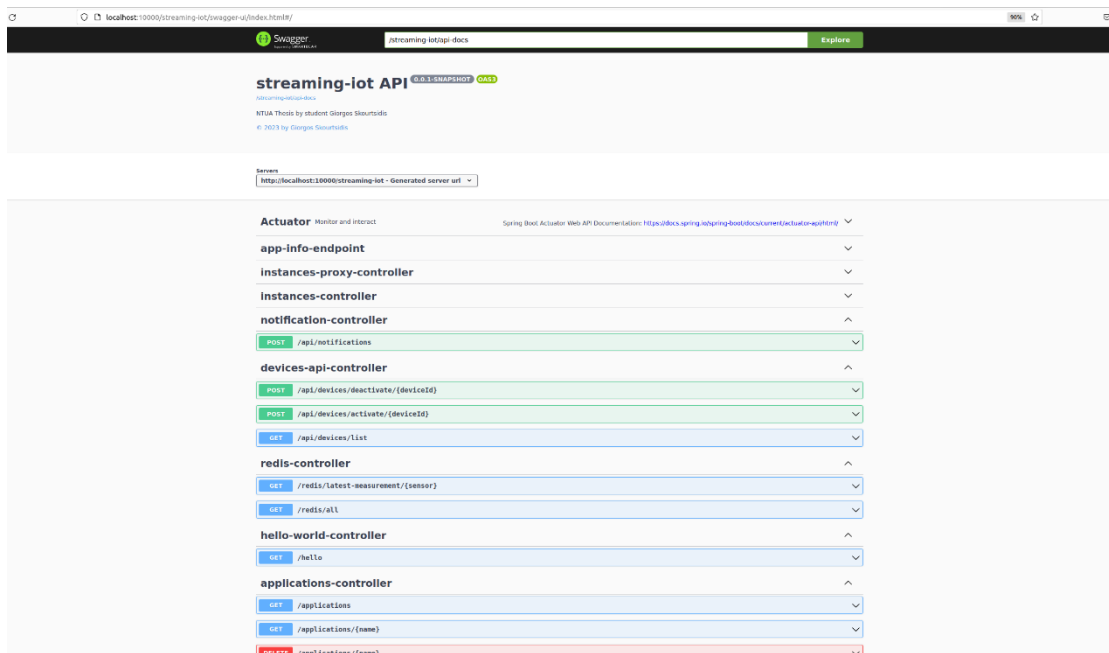 localhost:10000/streaming-iot/swagger-ui/index.html#/
90%
Swagger
Supported by SMARTBEAR
/streaming-iot/api-docs
Explore
streaming-iot API 0.0.1-SNAPSHOT OAS3
/streaming-iot/api-docs
NTUA Thesis by student Giorgos Skourtsidis
© 2023 by Giorgos Skourtsidis
Servers
http://localhost:10000/streaming-iot - Generated server url
Actuator Monitor and interact
Spring Boot Actuator Web API Documentation: https://docs.spring.io/spring-boot/docs/current/actuator-api/html/
app-info-endpoint
instances-proxy-controller
instances-controller
notification-controller
POST /api/notifications
devices-api-controller
POST /api/devices/deactivate/{deviceId}
POST /api/devices/activate/{deviceId}
GET /api/devices/list
redis-controller
GET /redis/latest-measurement/{sensor}
GET /redis/all
hello-world-controller
GET /hello
applications-controller
GET /applications
GET /applications/{name}
DELETE /applications/{name}